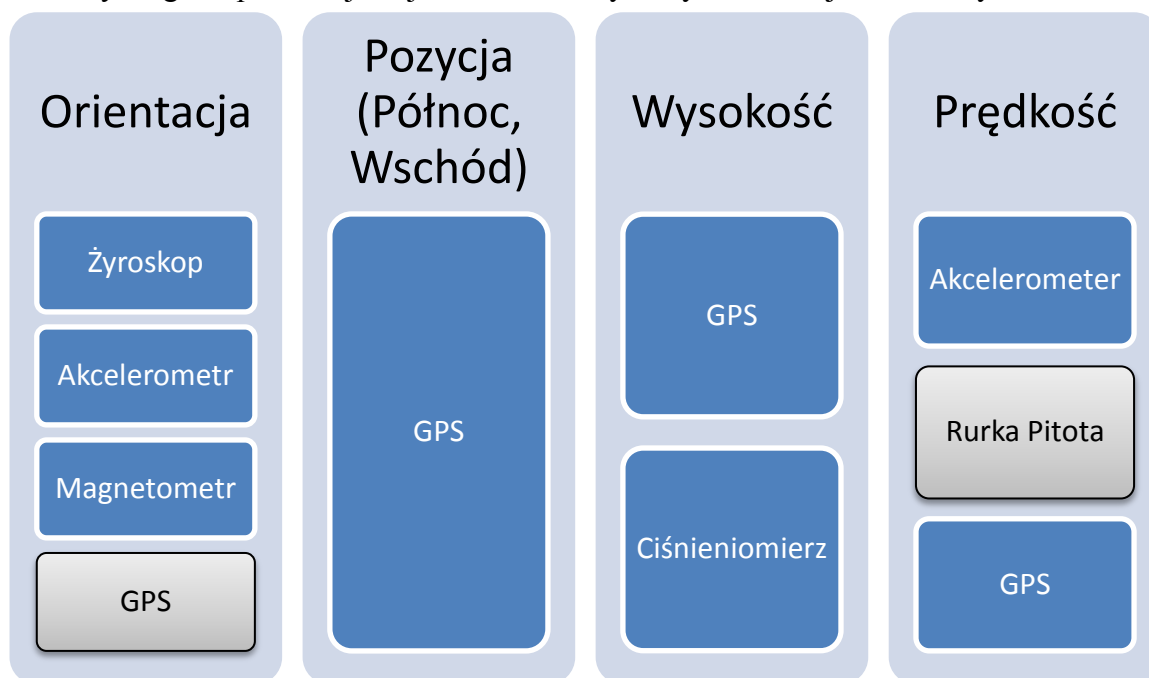 Orientacja
Żyroskop
Akcelerometr
Magnetometr
GPS
Pozycja
(Północ,
Wschód)
GPS
Wysokość
GPS
Ciśnieniomierz
Prędkość
Akcelerometer
Rurka Pitota
GPS